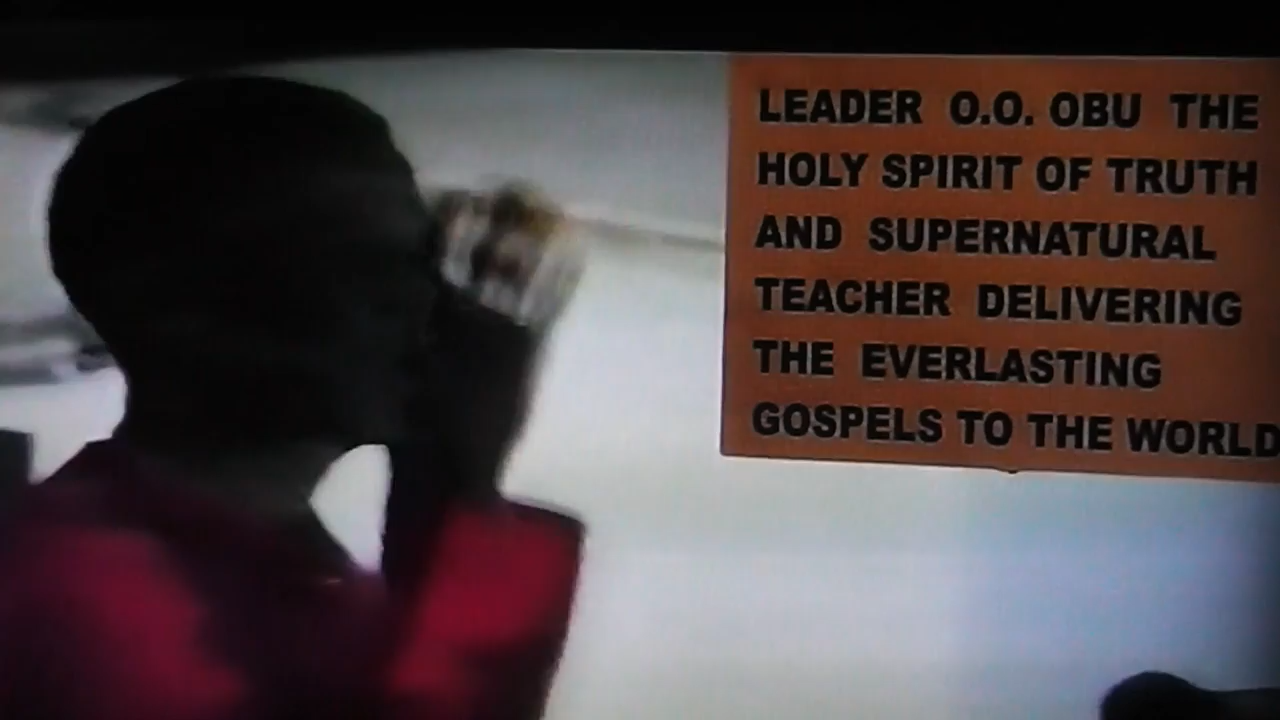 LEADER O.O. OBU THE
HOLY SPIRIT OF TRUTH
AND SUPERNATURAL
TEACHER DELIVERING
THE EVERLASTING
GOSPELS TO THE WORLD